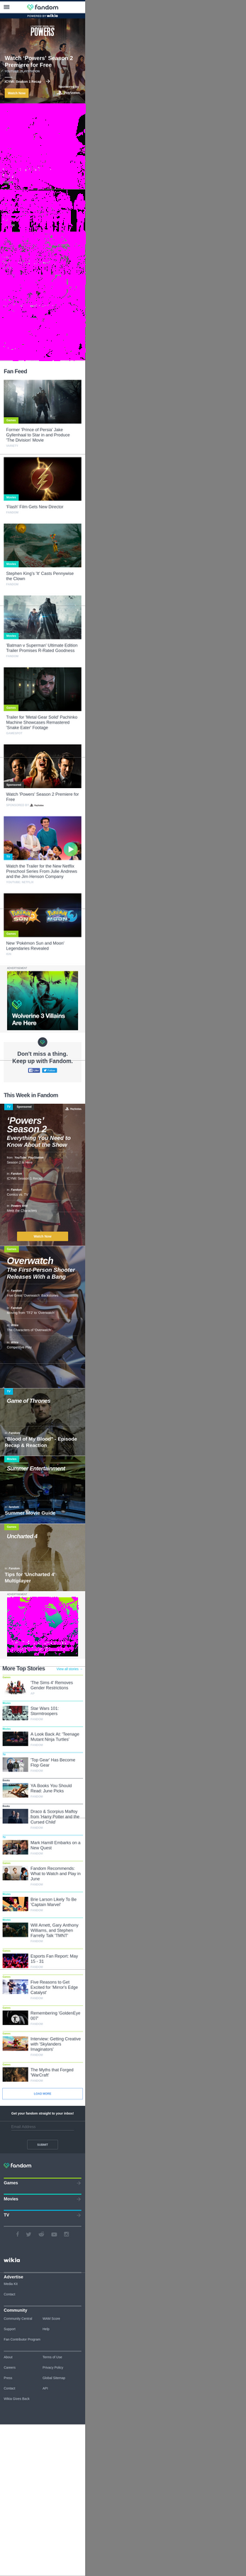 fandom
POWERED BY wikia
POWERS
Watch 'Powers' Season 2
Premiere for Free
Watch Now
Fan Feed
Games
Former 'Prince of Persia' Jake
Gyllenhaal to Star in and Produce
'The Division' Movie
Movies
'Flash' Film Gets New Director
Movies
Stephen King's 'It' Casts Pennywise
the Clown
Movies
'Batman v Superman' Ultimate Edition
Trailer Promises R-Rated Goodness
Games
Trailer for 'Metal Gear Solid' Pachinko
Machine Showcases Remastered
'Snake Eater' Footage
Sponsored
Watch 'Powers' Season 2 Premiere for
Free
TV
Watch the Trailer for the New Netflix
Preschool Series From Julie Andrews
and the Jim Henson Company
Games
New 'Pokémon Sun and Moon'
Legendaries Revealed
ADVERTISEMENT
Wolverine 3 Villains
Are Here
Don't miss a thing.
Keep up with Fandom.
This Week in Fandom
TV
Sponsored
'Powers'
Season 2
Everything You Need to
Know About the Show
Watch Now
Games
Overwatch
The First-Person Shooter
Releases With a Bang
TV
Game of Thrones
"Blood of My Blood" - Episode
Recap & Reaction
Movies
Summer Entertainment
Summer Movie Guide
Games
Uncharted 4
Tips for 'Uncharted 4'
Multiplayer
ADVERTISEMENT
More Top Stories
'The Sims 4' Removes
Gender Restrictions
Star Wars 101:
Stormtroopers
A Look Back At: 'Teenage
Mutant Ninja Turtles'
'Top Gear' Has Become
Flop Gear
Books
YA Books You Should
Read: June Picks
Books
Draco & Scorpius Malfoy
from 'Harry Potter and the
Cursed Child'
Mark Hamill Embarks on a
New Quest
Fandom Recommends:
What to Watch and Play in
June
Brie Larson Likely To Be
'Captain Marvel'
Will Arnett, Gary Anthony
Williams, and Stephen
Farrelly Talk 'TMNT'
Esports Fan Report: May
15 - 31
Five Reasons to Get
Excited for 'Mirror's Edge
Catalyst'
Remembering 'GoldenEye
007'
Interview: Getting Creative
with 'Skylanders
Imaginators'
The Myths that Forged
'WarCraft'
LOAD MORE
Get your fandom straight to your inbox!
SUBMIT
fandom
Games
Movies
TV
wikia
Advertise
Media Kit
Contact
Community
Community Central
WAM Score
Support
Help
Fan Contributor Program
About
Terms of Use
Careers
Privacy Policy
Press
Global Sitemap
Contact
API
Wikia Gives Back